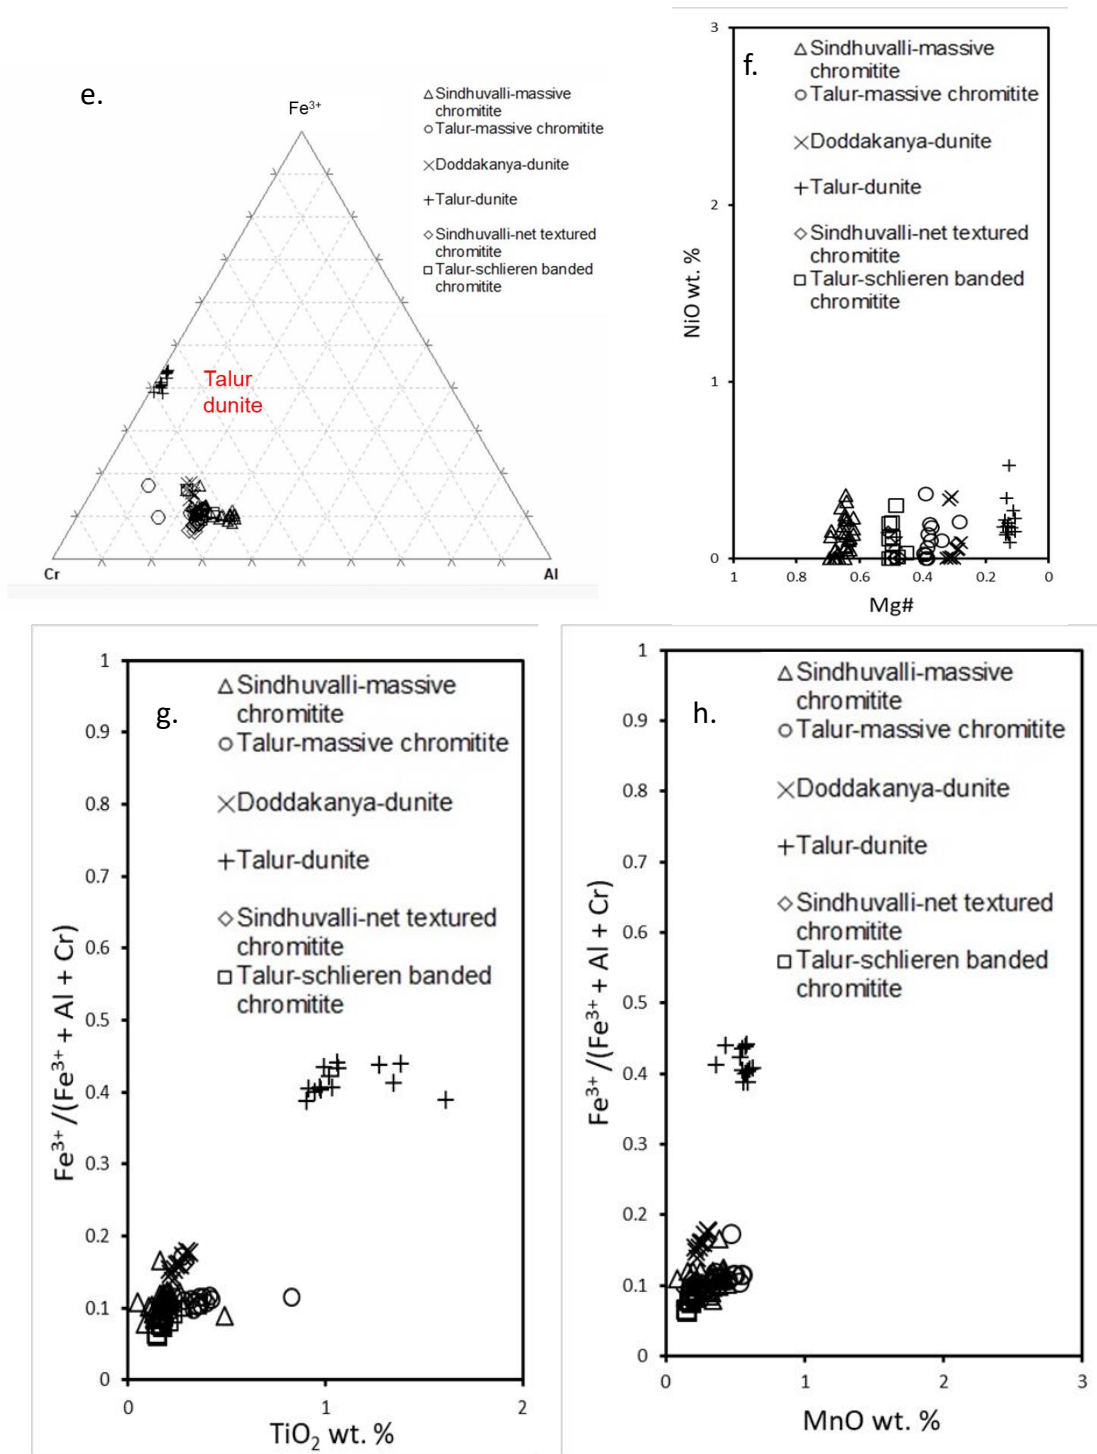 e.
Fe³⁺
Sindhuvalli-massive
chromitite
Talur-massive chromitite
Doddakanya-dunite
Talur-dunite
Sindhuvalli-net textured
chromitite
Talur-schlieren banded
chromitite
Talur
dunite
Cr
Al
f.
3
2
1
0
NiO wt. %
Sindhuvalli-massive
chromitite
Talur-massive chromitite
Doddakanya-dunite
Talur-dunite
Sindhuvalli-net textured
chromitite
Talur-schlieren banded
chromitite
1 0.8 0.6 0.4 0.2 0
Mg#
g.
1
0.9
0.8
0.7
0.6
0.5
0.4
0.3
0.2
0.1
0
Fe³⁺ /(Fe³⁺ + Al + Cr)
Sindhuvalli-massive
chromitite
Talur-massive chromitite
Doddakanya-dunite
Talur-dunite
Sindhuvalli-net textured
chromitite
Talur-schlieren banded
chromitite
0 1 2
TiO₂ wt. %
h.
1
0.9
0.8
0.7
0.6
0.5
0.4
0.3
0.2
0.1
0
Fe³⁺ /(Fe³⁺ + Al + Cr)
Sindhuvalli-massive
chromitite
Talur-massive chromitite
Doddakanya-dunite
Talur-dunite
Sindhuvalli-net textured
chromitite
Talur-schlieren banded
chromitite
0 1 2 3
MnO wt. %